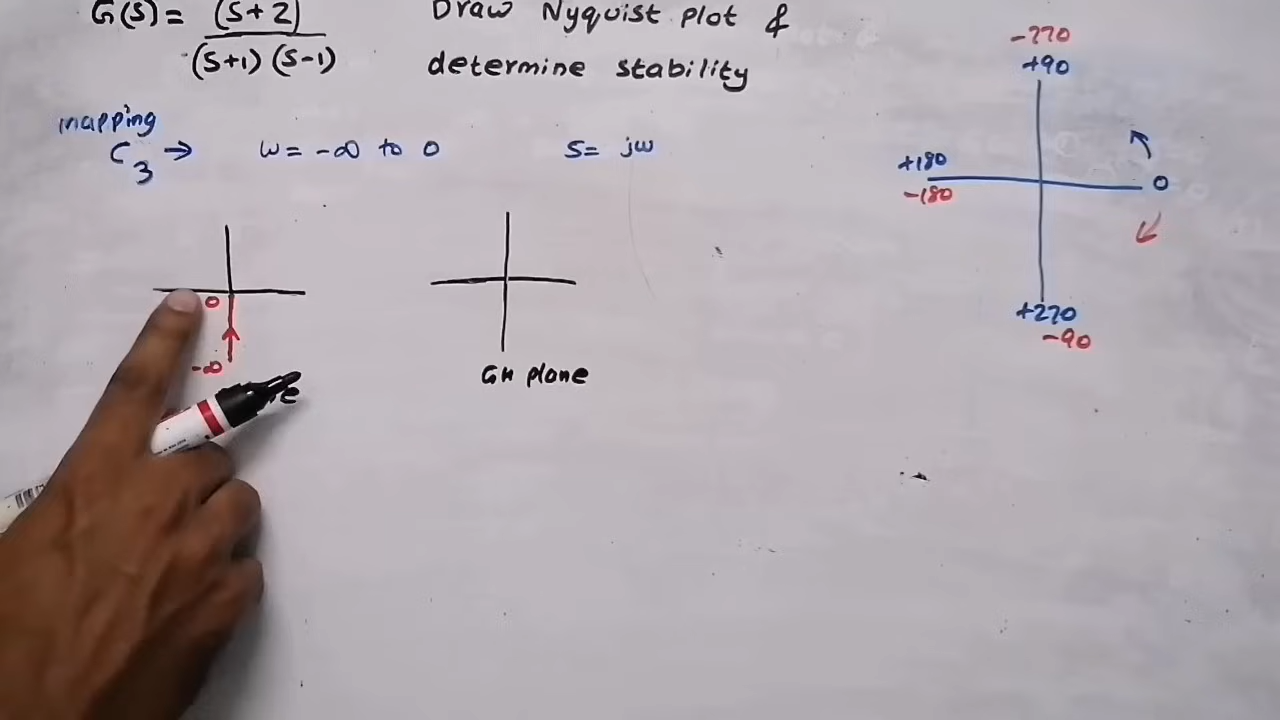 G(s) = (s+2)
(s+1) (s-1)
Draw Nyquist plot &
determine stability
mapping
C3 → ω = -∞ to 0 s = jω
0
-∞
GH plane
-270
+90
+180
-180
0
+270
-90